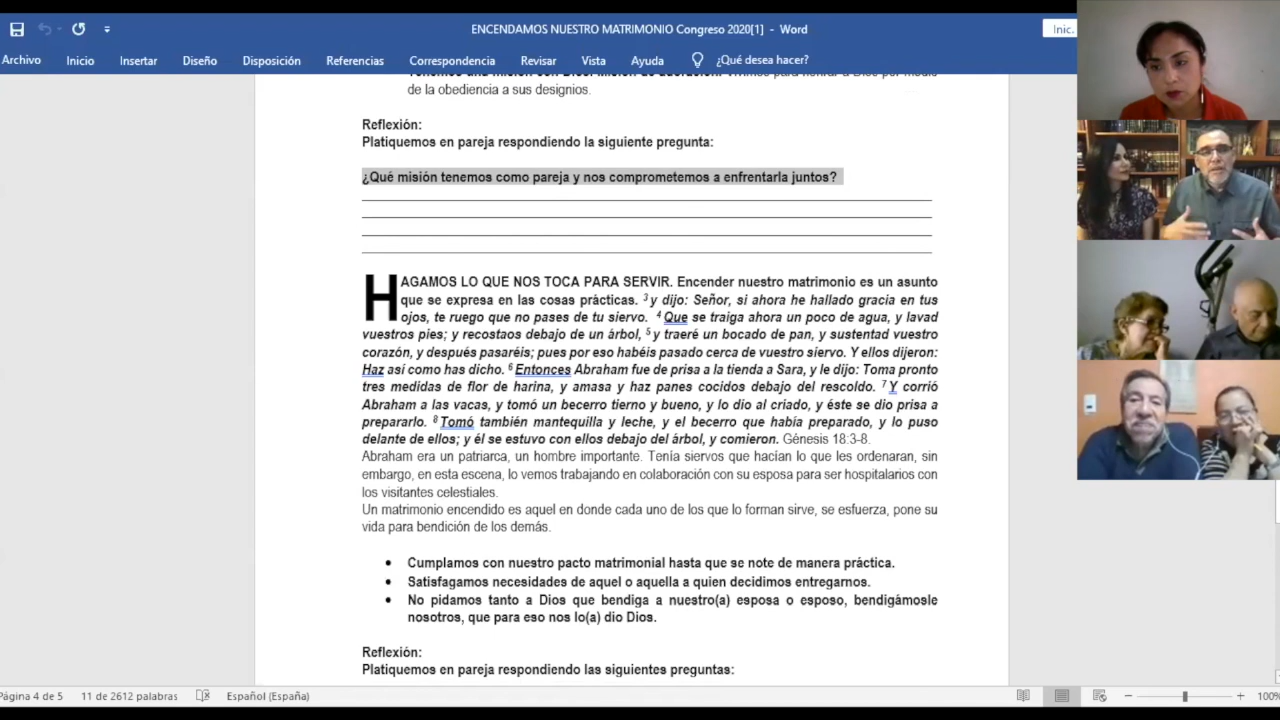 ENCENDAMOS NUESTRO MATRIMONIO Congreso 2020[1] - Word
Inic.
Archivo Inicio Insertar Diseño Disposición Referencias Correspondencia Revisar Vista Ayuda ¿Qué desea hacer?
Tenemos una misión con Dios. Misión de adoración. Vivimos para honrar a Dios por medio
de la obediencia a sus designios.
Reflexión:
Platiquemos en pareja respondiendo la siguiente pregunta:
¿Qué misión tenemos como pareja y nos comprometemos a enfrentarla juntos?
HAGAMOS LO QUE NOS TOCA PARA SERVIR. Encender nuestro matrimonio es un asunto
que se expresa en las cosas prácticas. 3 y dijo: Señor, si ahora he hallado gracia en tus
ojos, te ruego que no pases de tu siervo. 4 Que se traiga ahora un poco de agua, y lavad
vuestros pies; y recostaos debajo de un árbol, 5 y traeré un bocado de pan, y sustentad vuestro
corazón, y después pasaréis; pues por eso habéis pasado cerca de vuestro siervo. Y ellos dijeron:
Haz así como has dicho. 6 Entonces Abraham fue de prisa a la tienda a Sara, y le dijo: Toma pronto
tres medidas de flor de harina, y amasa y haz panes cocidos debajo del rescoldo. 7 Y corrió
Abraham a las vacas, y tomó un becerro tierno y bueno, y lo dio al criado, y éste se dio prisa a
prepararlo. 8 Tomó también mantequilla y leche, y el becerro que había preparado, y lo puso
delante de ellos; y él se estuvo con ellos debajo del árbol, y comieron. Génesis 18:3-8.
Abraham era un patriarca, un hombre importante. Tenía siervos que hacían lo que les ordenaran, sin
embargo, en esta escena, lo vemos trabajando en colaboración con su esposa para ser hospitalarios con
los visitantes celestiales.
Un matrimonio encendido es aquel en donde cada uno de los que lo forman sirve, se esfuerza, pone su
vida para bendición de los demás.
• Cumplamos con nuestro pacto matrimonial hasta que se note de manera práctica.
• Satisfagamos necesidades de aquel o aquella a quien decidimos entregarnos.
• No pidamos tanto a Dios que bendiga a nuestro(a) esposa o esposo, bendigámosle
nosotros, que para eso nos lo(a) dio Dios.
Reflexión:
Platiquemos en pareja respondiendo las siguientes preguntas:
Página 4 de 5 11 de 2612 palabras Español (España) 100%